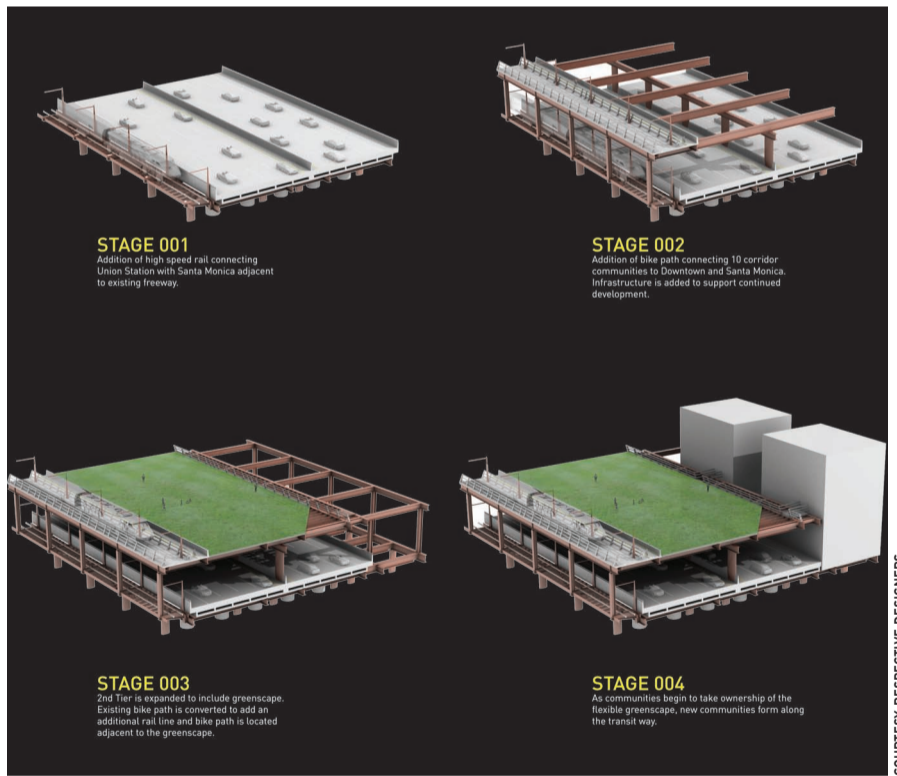 STAGE 001
Addition of high speed rail connecting
Union Station with Santa Monica adjacent
to existing freeway.
STAGE 002
Addition of bike path connecting 10 corridor
communities to Downtown and Santa Monica.
Infrastructure is added to support continued
development.
STAGE 003
2nd Tier is expanded to include greenscape.
Existing bike path is converted to add an
additional rail line and bike path is located
adjacent to the greenscape.
STAGE 004
As communities begin to take ownership of the
flexible greenscape, new communities form along
the transit way.
COURTESY RESPECTIVE DESIGNERS